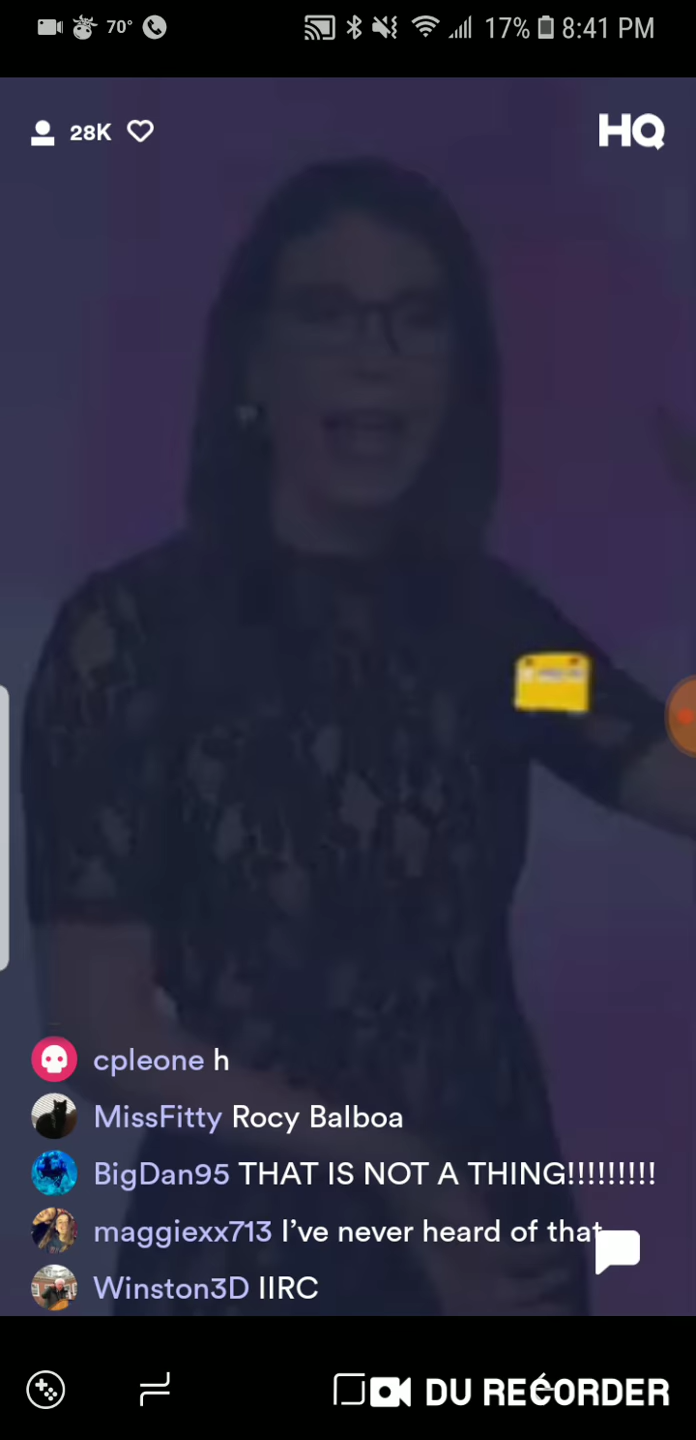 70° 17% 8:41 PM
28K HQ
cpleone h
MissFitty Rocy Balboa
BigDan95 THAT IS NOT A THING!!!!!!!!!
maggiexx713 I’ve never heard of that
Winston3D IIRC
DU RECORDER